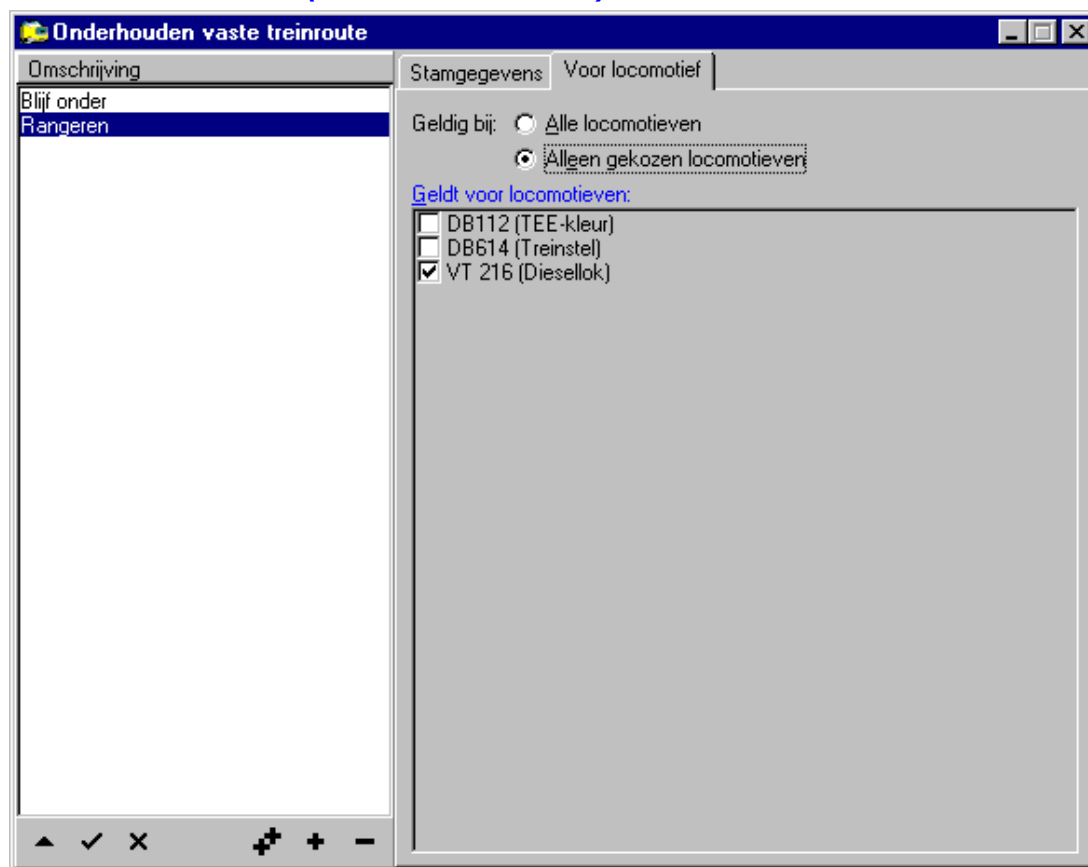 Onderhouden vaste treinroute
Omschrijving
Blijf onder
Rangeren
Stamgegevens
Voor locomotief
Geldig bij:
Alle locomotieven
Alleen gekozen locomotieven
Geldt voor locomotieven:
DB112 (TEE-kleur)
DB614 (Treinstel)
VT 216 (Diesellok)